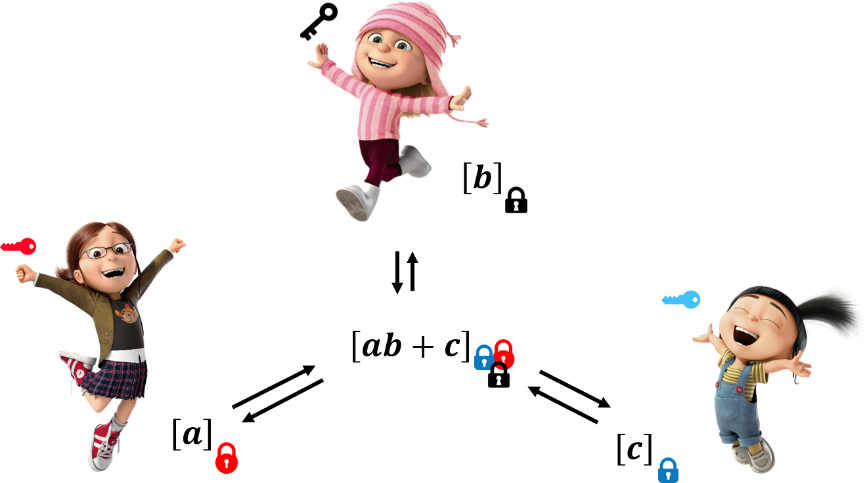 [b]
[ab + c]
[a]
[c]